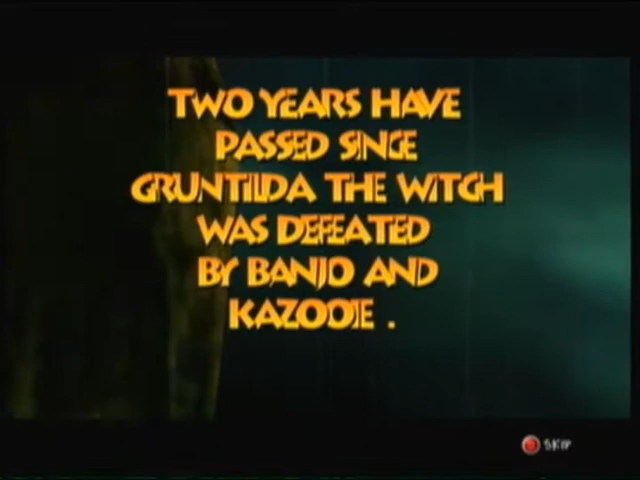 TWO YEARS HAVE
PASSED SINCE
GRUNTILDA THE WITCH
WAS DEFEATED
BY BANJO AND
KAZOOIE .
SKIP